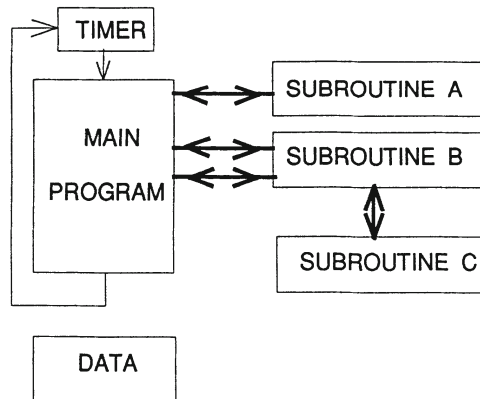 TIMER
MAIN
PROGRAM
SUBROUTINE A
SUBROUTINE B
SUBROUTINE C
DATA